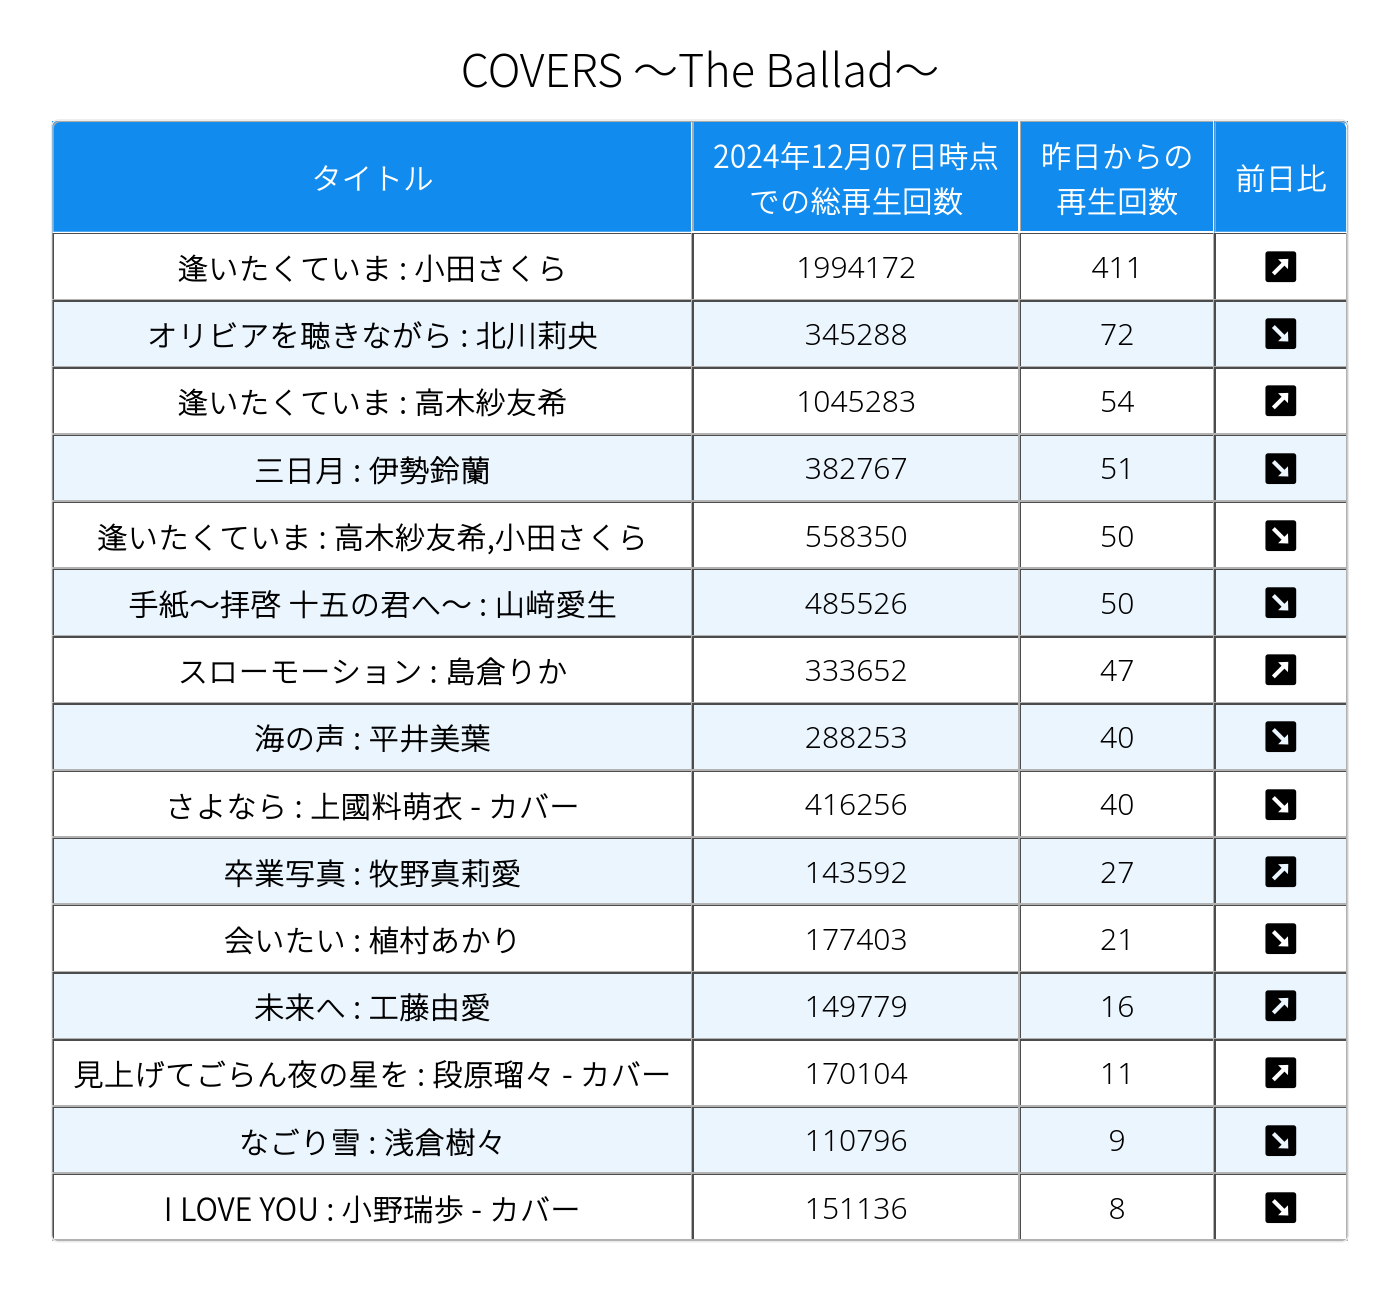 COVERS ～The Ballad～
タイトル 2024年12月07日時点での総再生回数 昨日からの再生回数 前日比
逢いたくていま : 小田さくら 1994172 411 ↗
オリビアを聴きながら : 北川莉央 345288 72 ↘
逢いたくていま : 高木紗友希 1045283 54 ↗
三日月 : 伊勢鈴蘭 382767 51 ↘
逢いたくていま : 高木紗友希,小田さくら 558350 50 ↘
手紙～拝啓 十五の君へ～ : 山﨑愛生 485526 50 ↘
スローモーション : 島倉りか 333652 47 ↗
海の声 : 平井美葉 288253 40 ↘
さよなら : 上國料萌衣 - カバー 416256 40 ↘
卒業写真 : 牧野真莉愛 143592 27 ↗
会いたい : 植村あかり 177403 21 ↘
未来へ : 工藤由愛 149779 16 ↗
見上げてごらん夜の星を : 段原瑠々 - カバー 170104 11 ↗
なごり雪 : 浅倉樹々 110796 9 ↘
I LOVE YOU : 小野瑞歩 - カバー 151136 8 ↘